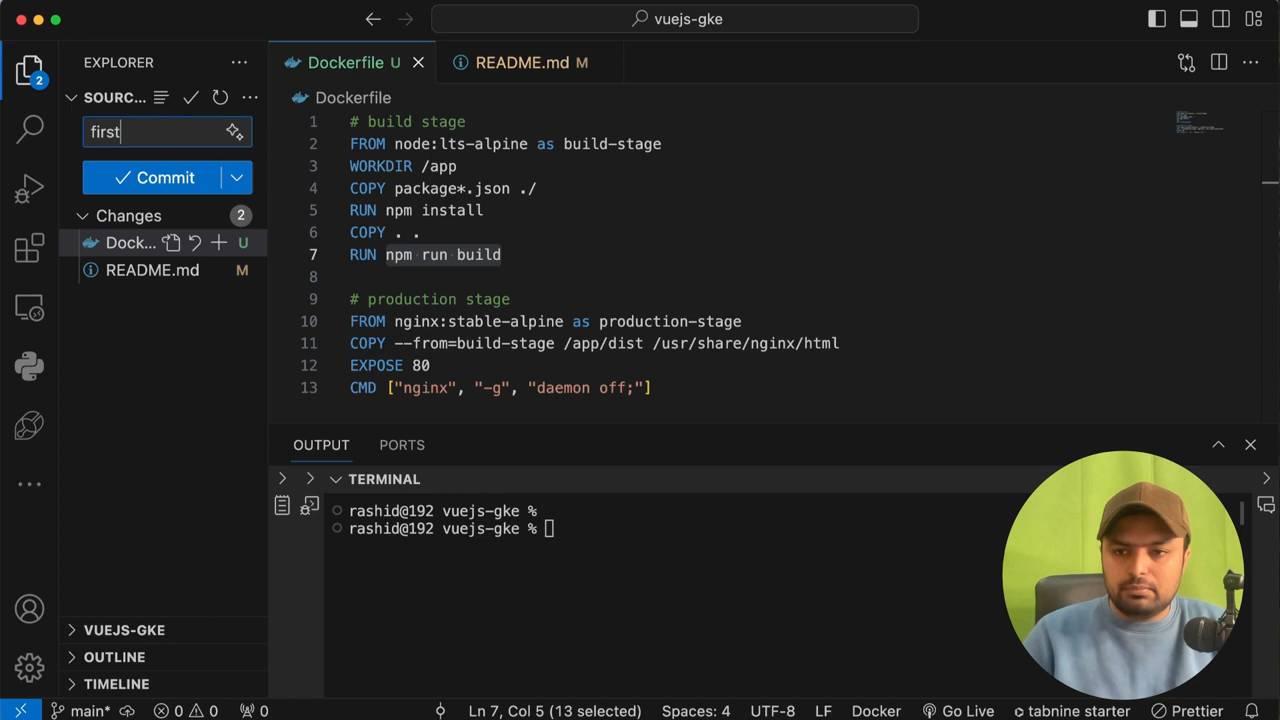 vuejs-gke
EXPLORER
2
SOURC...
first
Commit
Changes 2
Dock... U
README.md M
VUEJS-GKE
OUTLINE
TIMELINE
Dockerfile U
README.md M
Dockerfile
1 # build stage
2 FROM node:lts-alpine as build-stage
3 WORKDIR /app
4 COPY package*.json ./
5 RUN npm install
6 COPY . .
7 RUN npm run build
8
9 # production stage
10 FROM nginx:stable-alpine as production-stage
11 COPY --from=build-stage /app/dist /usr/share/nginx/html
12 EXPOSE 80
13 CMD ["nginx", "-g", "daemon off;"]
OUTPUT PORTS
TERMINAL
rashid@192 vuejs-gke %
rashid@192 vuejs-gke %
main* 0 0 0 Ln 7, Col 5 (13 selected) Spaces: 4 UTF-8 LF Docker Go Live tabnine starter Prettier